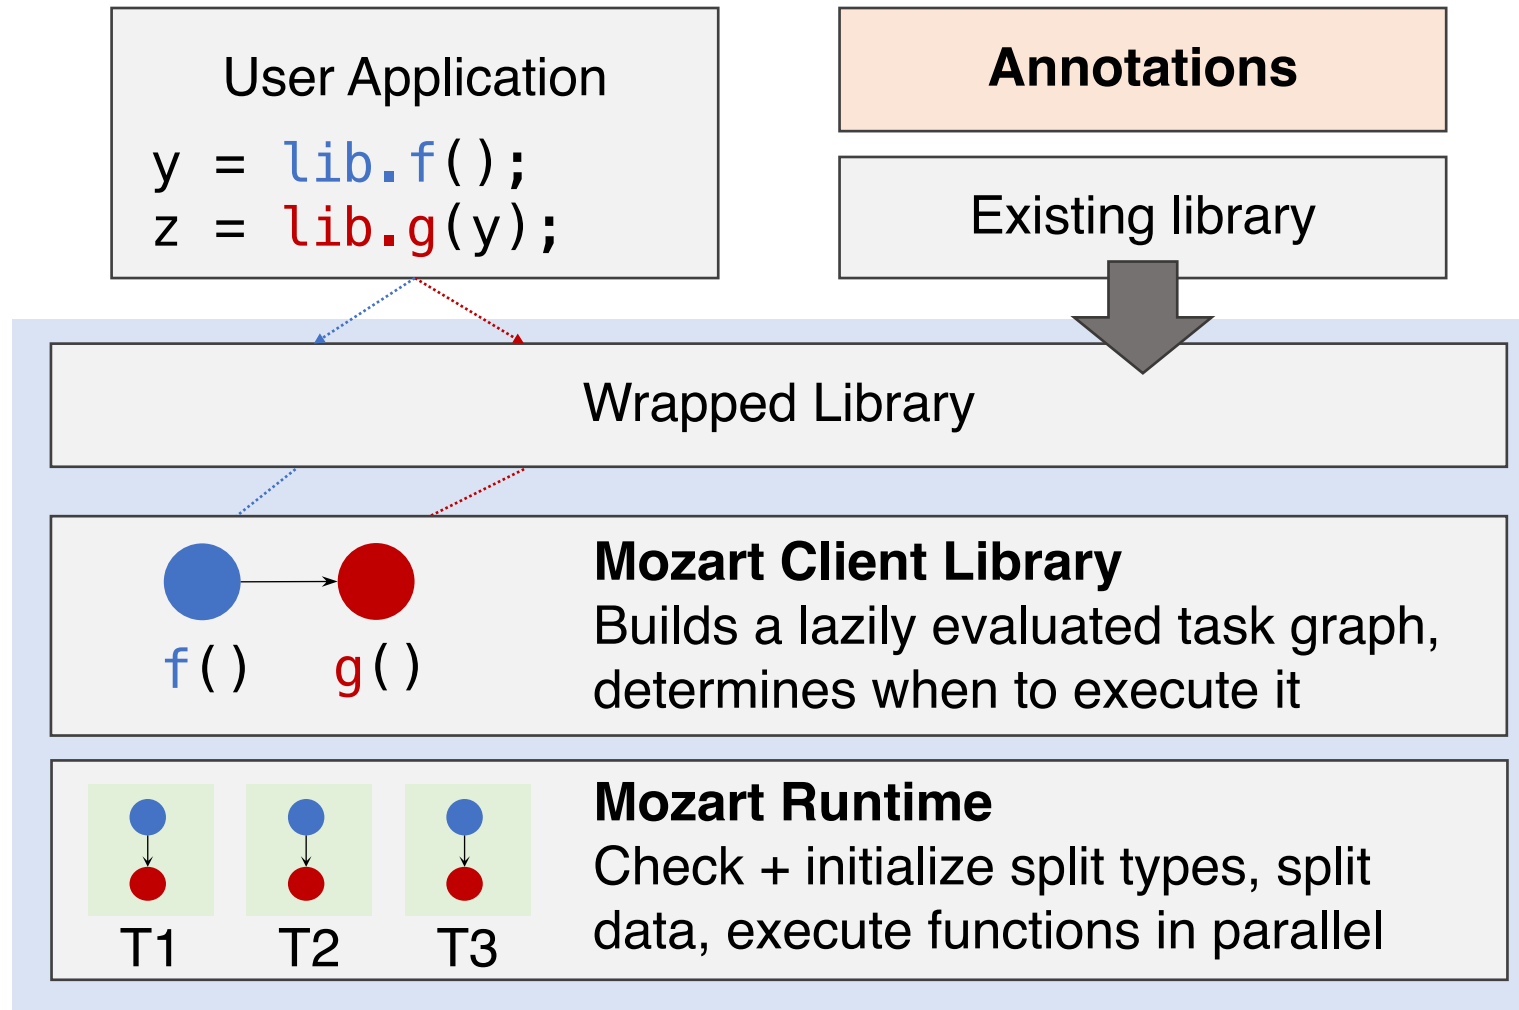 User Application
y = lib.f();
z = lib.g(y);
Annotations
Existing library
Wrapped Library
f() g()
Mozart Client Library
Builds a lazily evaluated task graph,
determines when to execute it
T1 T2 T3
Mozart Runtime
Check + initialize split types, split
data, execute functions in parallel